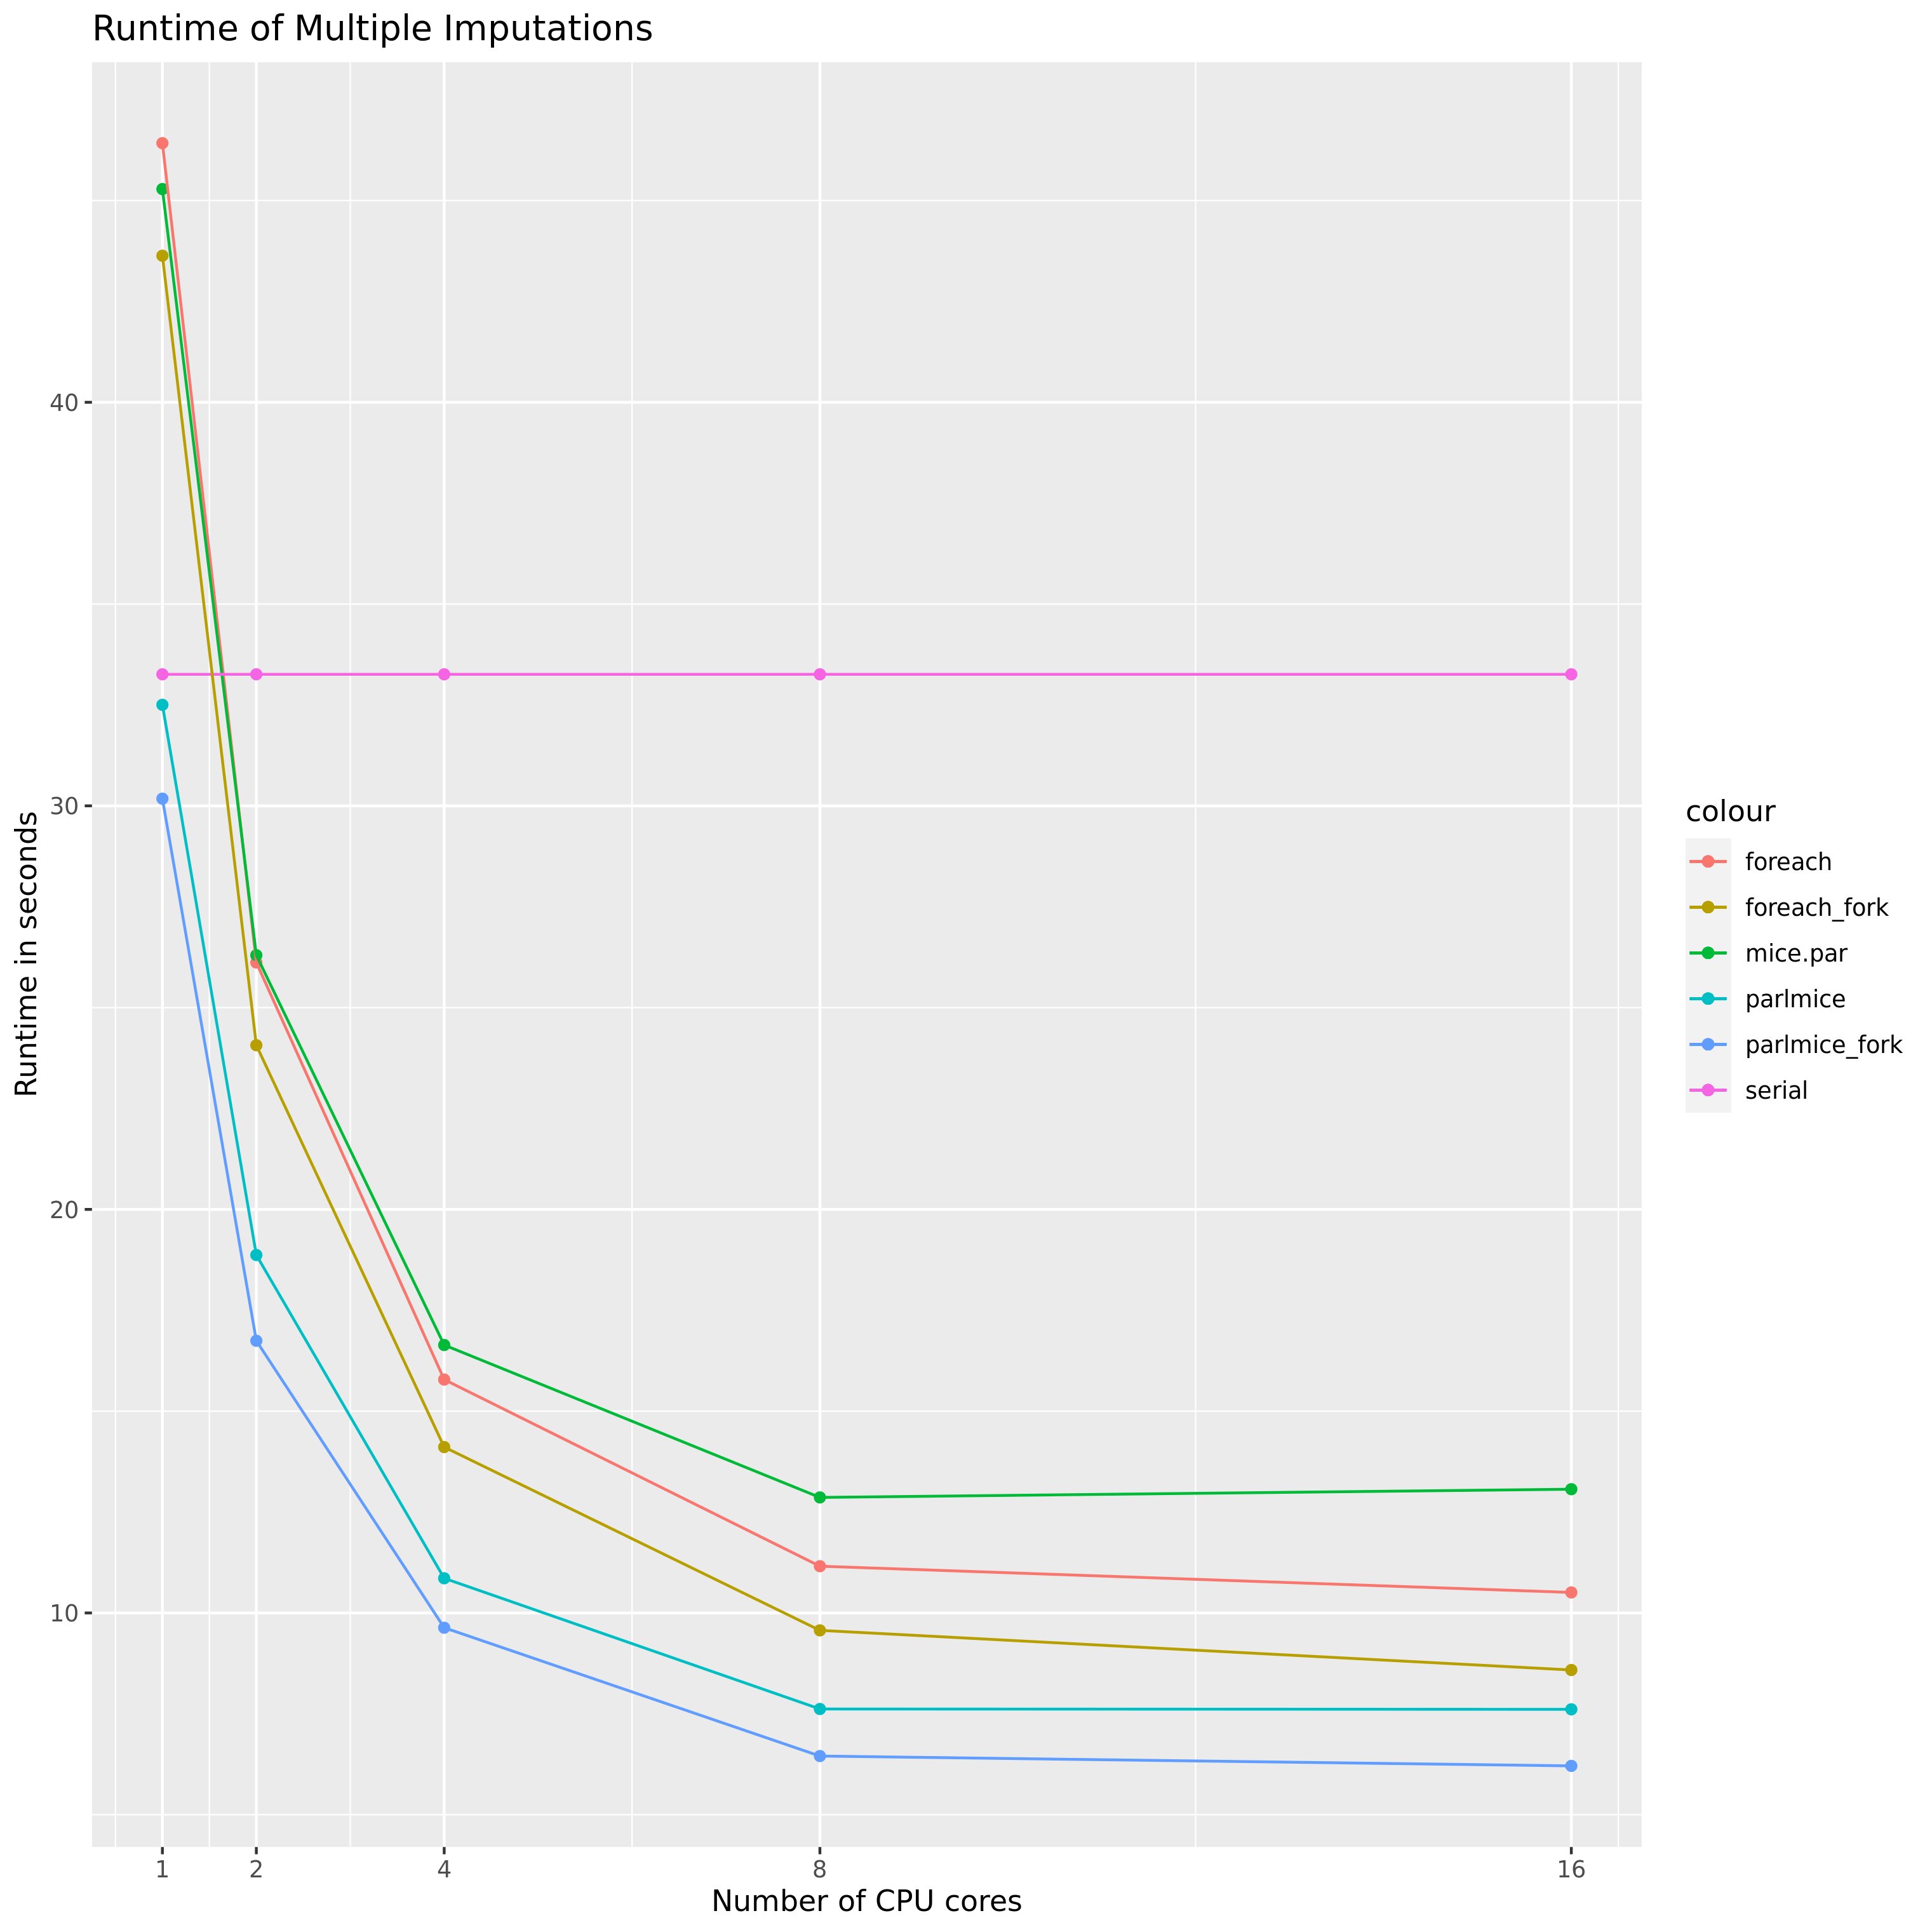 Runtime of Multiple Imputations
40
30
20
10
Runtime in seconds
1 2 4 8 16
Number of CPU cores
colour
foreach
foreach_fork
mice.par
parlmice
parlmice_fork
serial